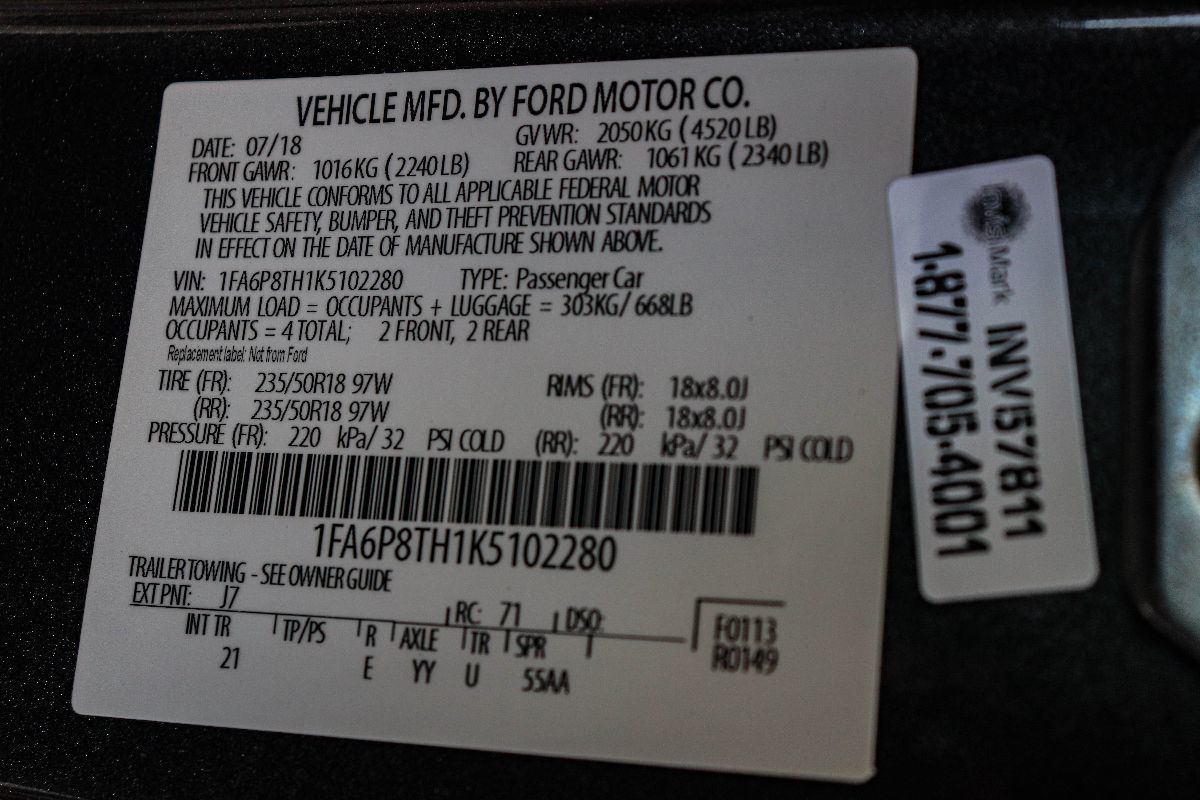 VEHICLE MFD. BY FORD MOTOR CO.
DATE: 07/18 GVWR: 2050KG ( 4520 LB)
FRONT GAWR: 1016KG ( 2240 LB) REAR GAWR: 1061 KG ( 2340 LB)
THIS VEHICLE CONFORMS TO ALL APPLICABLE FEDERAL MOTOR
VEHICLE SAFETY, BUMPER, AND THEFT PREVENTION STANDARDS
IN EFFECT ON THE DATE OF MANUFACTURE SHOWN ABOVE.
VIN: 1FA6P8TH1K5102280 TYPE: Passenger Car
MAXIMUM LOAD = OCCUPANTS + LUGGAGE = 303KG/ 668LB
OCCUPANTS = 4 TOTAL; 2 FRONT, 2 REAR
Replacement label: Not from Ford
TIRE (FR): 235/50R18 97W RIMS (FR): 18x8.0J
(RR): 235/50R18 97W (RR): 18x8.0J
PRESSURE (FR): 220 kPa/ 32 PSI COLD (RR): 220 kPa/ 32 PSI COLD
1FA6P8TH1K5102280
TRAILER TOWING - SEE OWNER GUIDE
EXT PNT: J7 RC: 71 DSO:
INT TR TP/PS R AXLE TR SPR F0113
21 E YY U 55AA R0149
Mark INV57811
1.877.705.4001